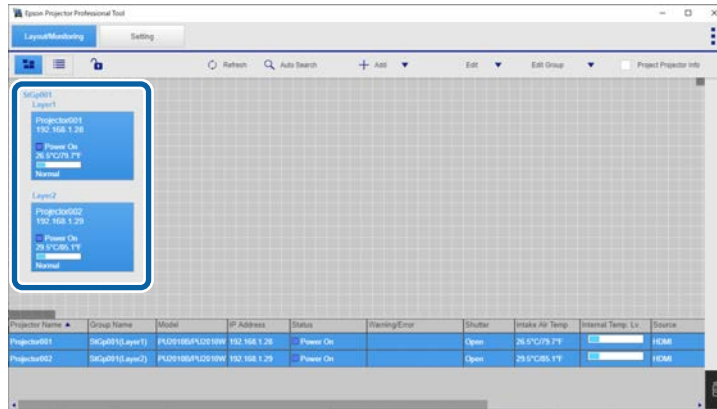 Epson Projector Professional Tool
Layout/Monitoring Setting
Refresh Auto Search Add Edit Edit Group Project Projector Info
StGp001
Layer1
Projector001
192.168.1.28
Power On
26.5°C/79.7°F
Normal
Layer2
Projector002
192.168.1.29
Power On
29.5°C/85.1°F
Normal
Projector Name Group Name Model IP Address Status Warning/Error Shutter Intake Air Temp. Internal Temp. Lv. Source
Projector001 StGp001(Layer1) PU2010B/PU2010W 192.168.1.28 Power On Open 26.5°C/79.7°F HDMI
Projector002 StGp001(Layer2) PU2010B/PU2010W 192.168.1.29 Power On Open 29.5°C/85.1°F HDMI